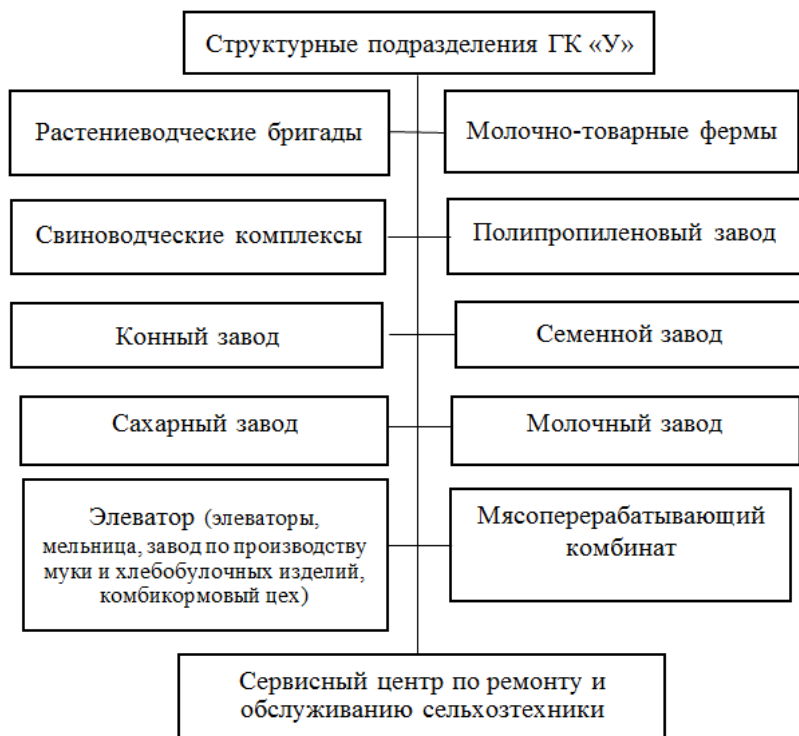 Структурные подразделения ГК «У»
Растениеводческие бригады
Молочно-товарные фермы
Свиноводческие комплексы
Полипропиленовый завод
Конный завод
Семенной завод
Сахарный завод
Молочный завод
Элеватор (элеваторы,
мельница, завод по производству
муки и хлебобулочных изделий,
комбикормовый цех)
Мясоперерабатывающий
комбинат
Сервисный центр по ремонту и
обслуживанию сельхозтехники